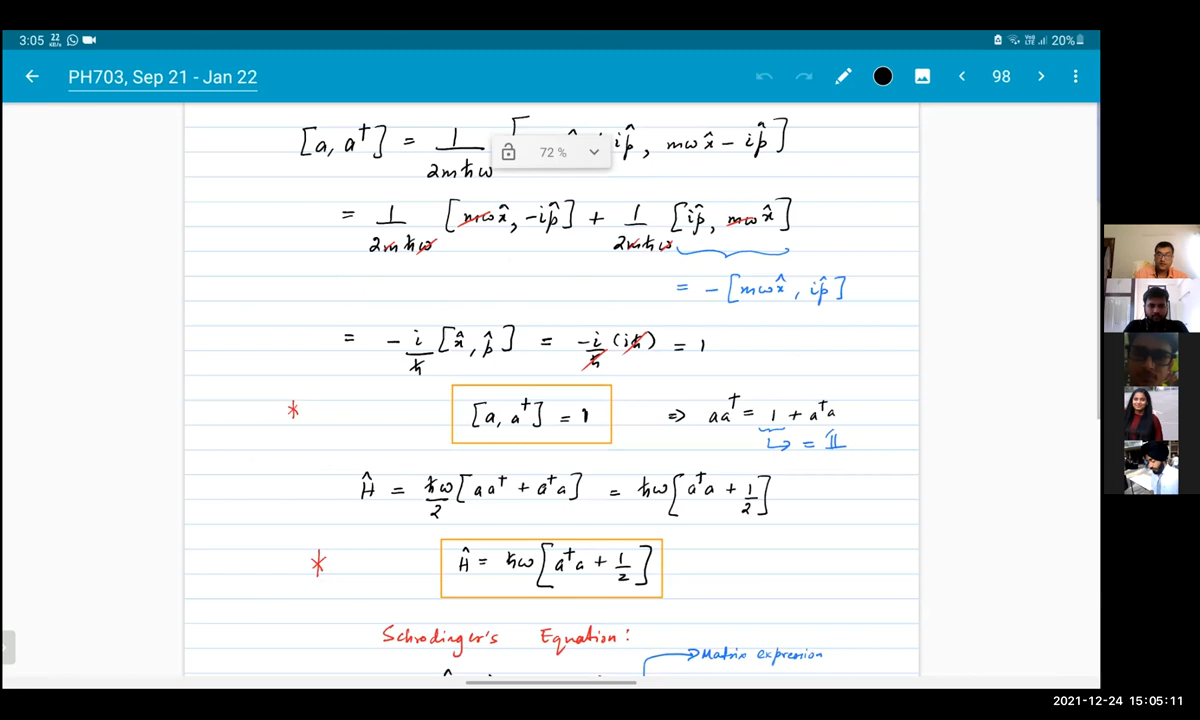 3:05 22 KB/s 20%
PH703, Sep 21 - Jan 22 98
[a, a†] = 1/2mħω [ ip̂, mωx̂ - ip̂]
72 %
= 1/2mħω [mωx̂, -ip̂] + 1/2mħω [ip̂, mωx̂]
= - [mωx̂, ip̂]
= -i/ħ [x̂, p̂] = -i/ħ (iħ) = 1
* [a, a†] = 1 ⇒ aa† = 1 + a†a
↳ = 𝟙
Ĥ = ħω/2 [aa† + a†a] = ħω[a†a + 1/2]
* Ĥ = ħω[a†a + 1/2]
Schrodinger's Equation:
→ Matrix expression
2021-12-24 15:05:11